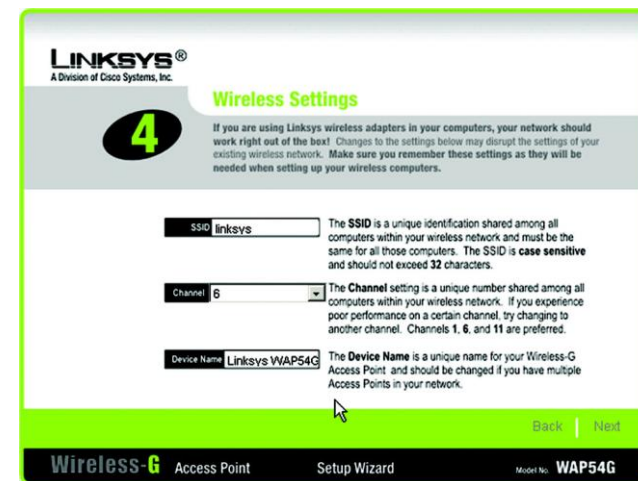 LINKSYS®
A Division of Cisco Systems, Inc.
Wireless Settings
4
If you are using Linksys wireless adapters in your computers, your network should
work right out of the box! Changes to the settings below may disrupt the settings of your
existing wireless network. Make sure you remember these settings as they will be
needed when setting up your wireless computers.
SSID linksys
The SSID is a unique identification shared among all
computers within your wireless network and must be the
same for all those computers. The SSID is case sensitive
and should not exceed 32 characters.
Channel 6
The Channel setting is a unique number shared among all
computers within your wireless network. If you experience
poor performance on a certain channel, try changing to
another channel. Channels 1, 6, and 11 are preferred.
Device Name Linksys WAP54G
The Device Name is a unique name for your Wireless-G
Access Point and should be changed if you have multiple
Access Points in your network.
Back Next
Wireless-G Access Point Setup Wizard Model No. WAP54G